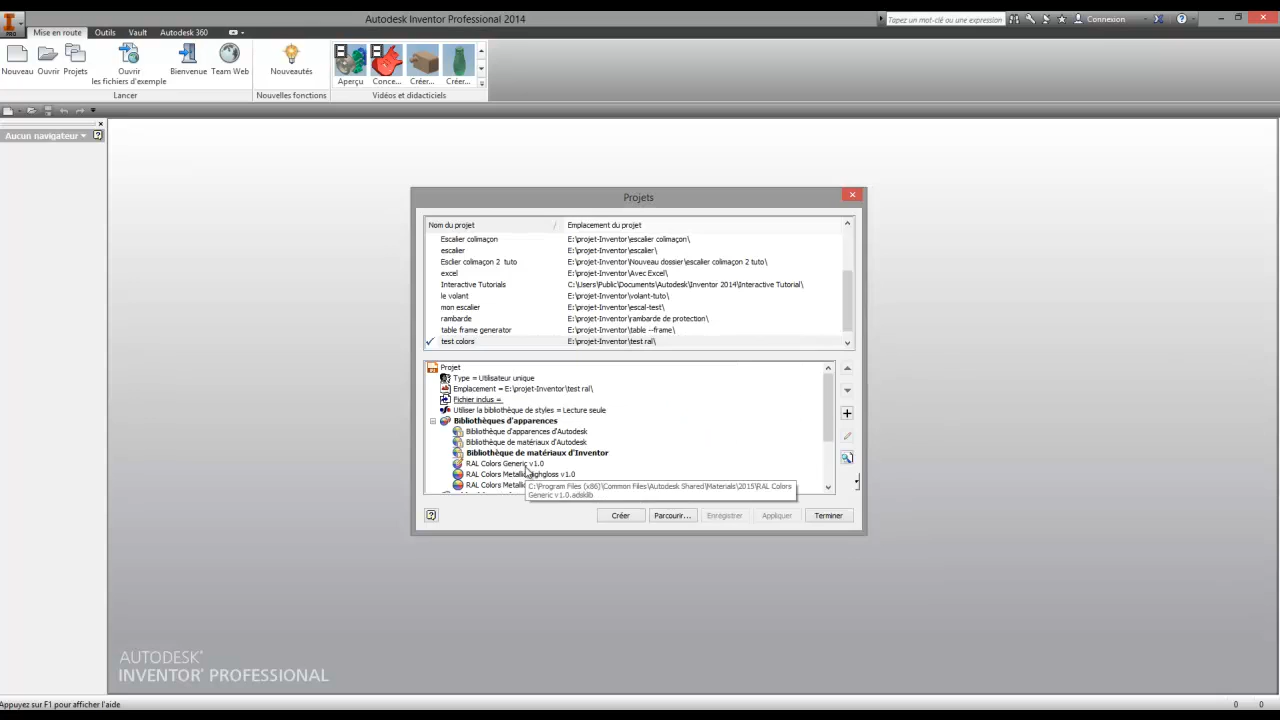 Autodesk Inventor Professional 2014
Tapez un mot-clé ou une expression
Connexion
PRO
Mise en route Outils Vault Autodesk 360
Nouveau Ouvrir Projets Ouvrir les fichiers d'exemple Bienvenue Team Web Nouveautés Aperçu Conce... Créer... Créer...
Lancer Nouvelles fonctions Vidéos et didacticiels
Aucun navigateur
Projets
Nom du projet / Emplacement du projet
Escalier colimaçon E:\projet-Inventor\escalier colimaçon\
escalier E:\projet-Inventor\escalier\
Esclier colimaçon 2 tuto E:\projet-Inventor\Nouveau dossier\escalier colimaçon 2 tuto\
excel E:\projet-Inventor\Avec Excel\
Interactive Tutorials C:\Users\Public\Documents\Autodesk\Inventor 2014\Interactive Tutorial\
le volant E:\projet-Inventor\volant-tuto\
mon escalier E:\projet-Inventor\escal-test\
rambarde E:\projet-Inventor\rambarde de protection\
table frame generator E:\projet-Inventor\table --frame\
test colors E:\projet-Inventor\test ral\
Projet
Type = Utilisateur unique
Emplacement = E:\projet-Inventor\test ral\
Fichier inclus =
Utiliser la bibliothèque de styles = Lecture seule
Bibliothèques d'apparences
Bibliothèque d'apparences d'Autodesk
Bibliothèque de matériaux d'Autodesk
Bibliothèque de matériaux d'Inventor
RAL Colors Generic v1.0
RAL Colors Metallic Highgloss v1.0
RAL Colors Metallic
C:\Program Files (x86)\Common Files\Autodesk Shared\Materials\2015\RAL Colors
Generic v1.0.adsklib
Créer Parcourir... Enregistrer Appliquer Terminer
AUTODESK®
INVENTOR® PROFESSIONAL
Appuyez sur F1 pour afficher l'aide 0 0